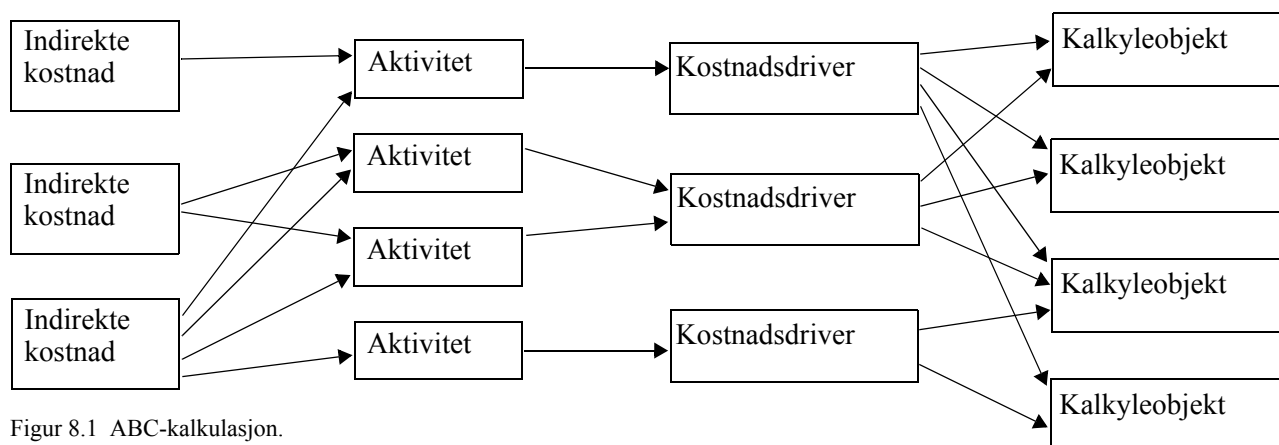 Indirekte
kostnad
Aktivitet
Kostnadsdriver
Kalkyleobjekt
Indirekte
kostnad
Aktivitet
Kostnadsdriver
Kalkyleobjekt
Aktivitet
Kalkyleobjekt
Indirekte
kostnad
Aktivitet
Kostnadsdriver
Kalkyleobjekt
Figur 8.1 ABC-kalkulasjon.